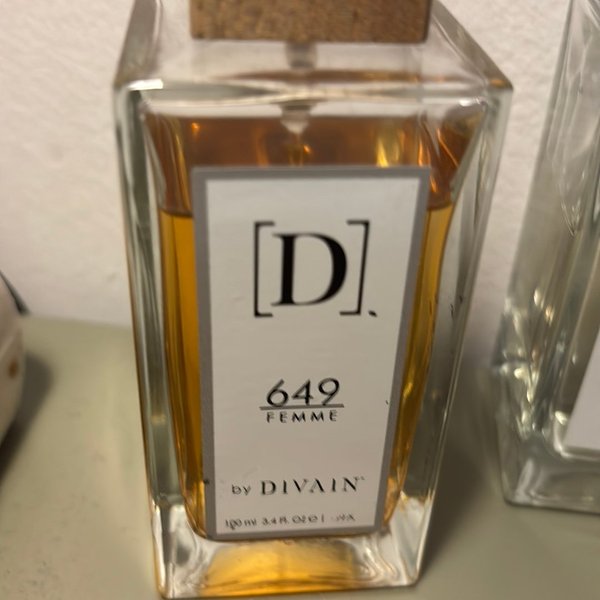 [D]
649
FEMME
by DIVAIN
100 ml 3.4 FL OZ